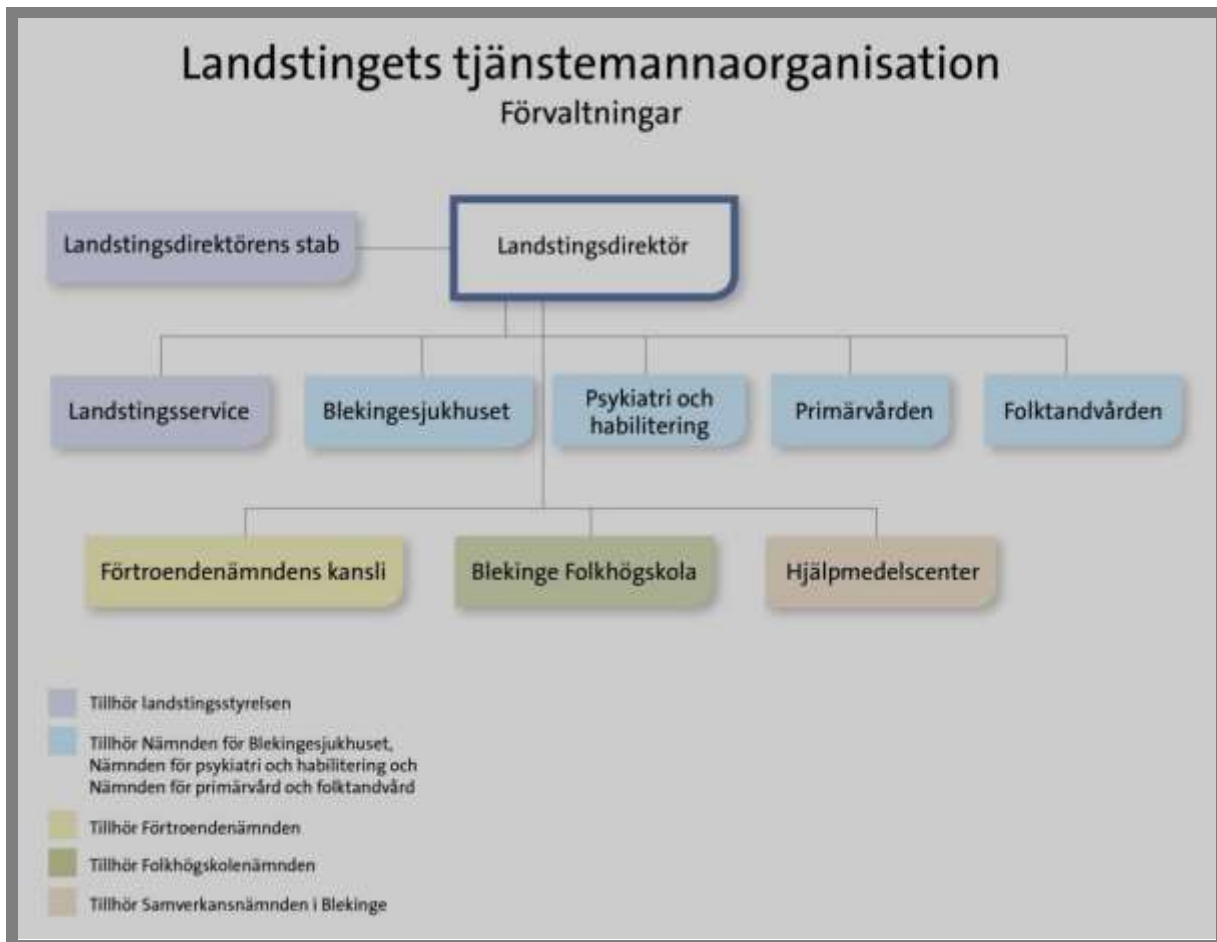 Landstingets tjänstemannaorganisation
Förvaltningar
Landstingsdirektörens stab
Landstingsdirektör
Landstingsservice
Blekingesjukhuset
Psykiatri och
habilitering
Primärvården
Folktandvården
Förtroendenämndens kansli
Blekinge Folkhögskola
Hjälpmedelscenter
Tillhör landstingsstyrelsen
Tillhör Nämnden för Blekingesjukhuset,
Nämnden för psykiatri och habilitering och
Nämnden för primärvård och folktandvård
Tillhör Förtroendenämnden
Tillhör Folkhögskolenämnden
Tillhör Samverkansnämnden i Blekinge